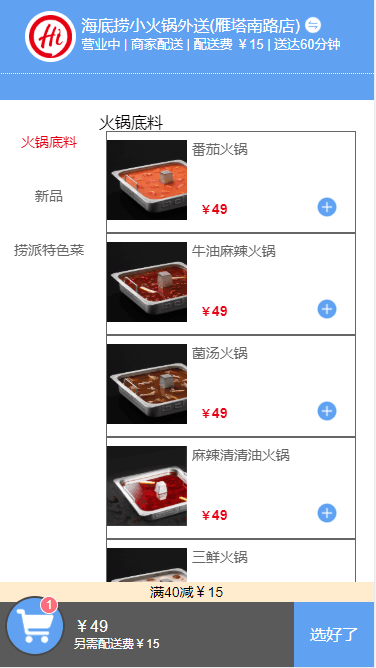 Hi
海底捞小火锅外送(雁塔南路店)
营业中 | 商家配送 | 配送费 ￥15 | 送达60分钟
火锅底料
火锅底料
新品
捞派特色菜
番茄火锅
￥49
牛油麻辣火锅
￥49
菌汤火锅
￥49
麻辣清清油火锅
￥49
三鲜火锅
满40减￥15
1
￥49
另需配送费￥15
选好了